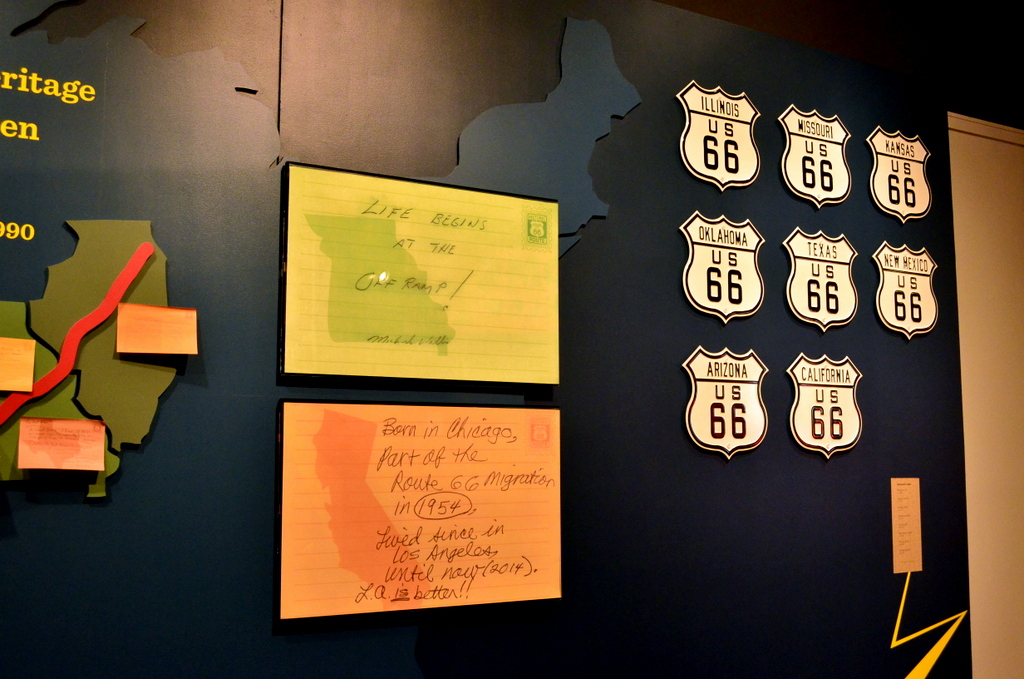 ritage
en
990
LIFE BEGINS
AT THE
OFF RAMP!
ROUTE
Born in Chicago,
Part of the
Route 66 Migration
in 1954.
Lived since in
Los Angeles,
until now (2014).
L.A. is better!!
ILLINOIS
US
66
MISSOURI
US
66
KANSAS
US
66
OKLAHOMA
US
66
TEXAS
US
66
NEW MEXICO
US
66
ARIZONA
US
66
CALIFORNIA
US
66